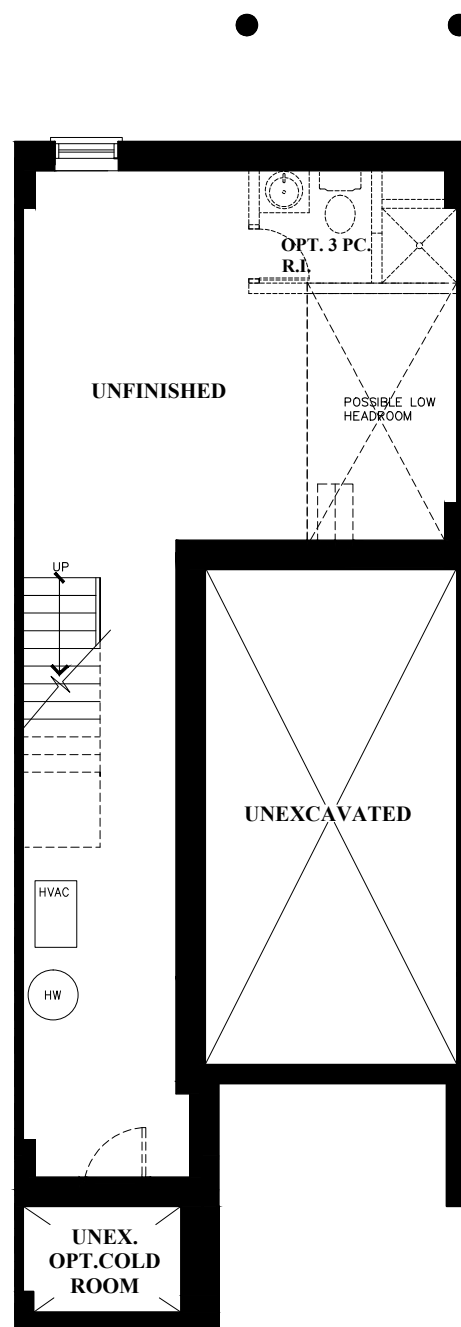 OPT. 3 PC.
R.I.
UNFINISHED
POSSIBLE LOW
HEADROOM
UP
UNEXCAVATED
HVAC
HW
UNEX.
OPT.COLD
ROOM